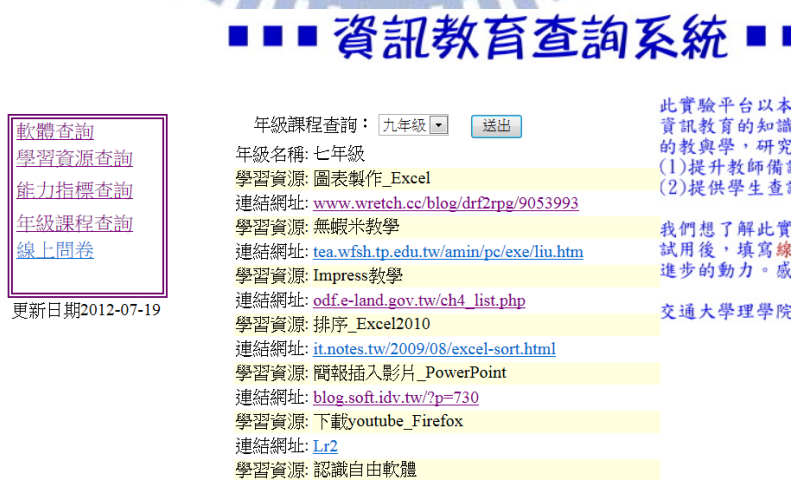 ■■■資訊教育查詢系統■
軟體查詢
學習資源查詢
能力指標查詢
年級課程查詢
線上問卷
更新日期2012-07-19
年級課程查詢： 九年級 送出
年級名稱: 七年級
學習資源: 圖表製作_Excel
連結網址: www.wretch.cc/blog/drf2rpg/9053993
學習資源: 無蝦米教學
連結網址: tea.wfsh.tp.edu.tw/amin/pc/exe/liu.htm
學習資源: Impress教學
連結網址: odf.e-land.gov.tw/ch4_list.php
學習資源: 排序_Excel2010
連結網址: it.notes.tw/2009/08/excel-sort.html
學習資源: 簡報插入影片_PowerPoint
連結網址: blog.soft.idv.tw/?p=730
學習資源: 下載youtube_Firefox
連結網址: Lr2
學習資源: 認識自由軟體
此實驗平台以本
資訊教育的知識
的教與學，研究
(1)提升教師備
(2)提供學生查
我們想了解此實
試用後，填寫線
進步的動力。感
交通大學理學院